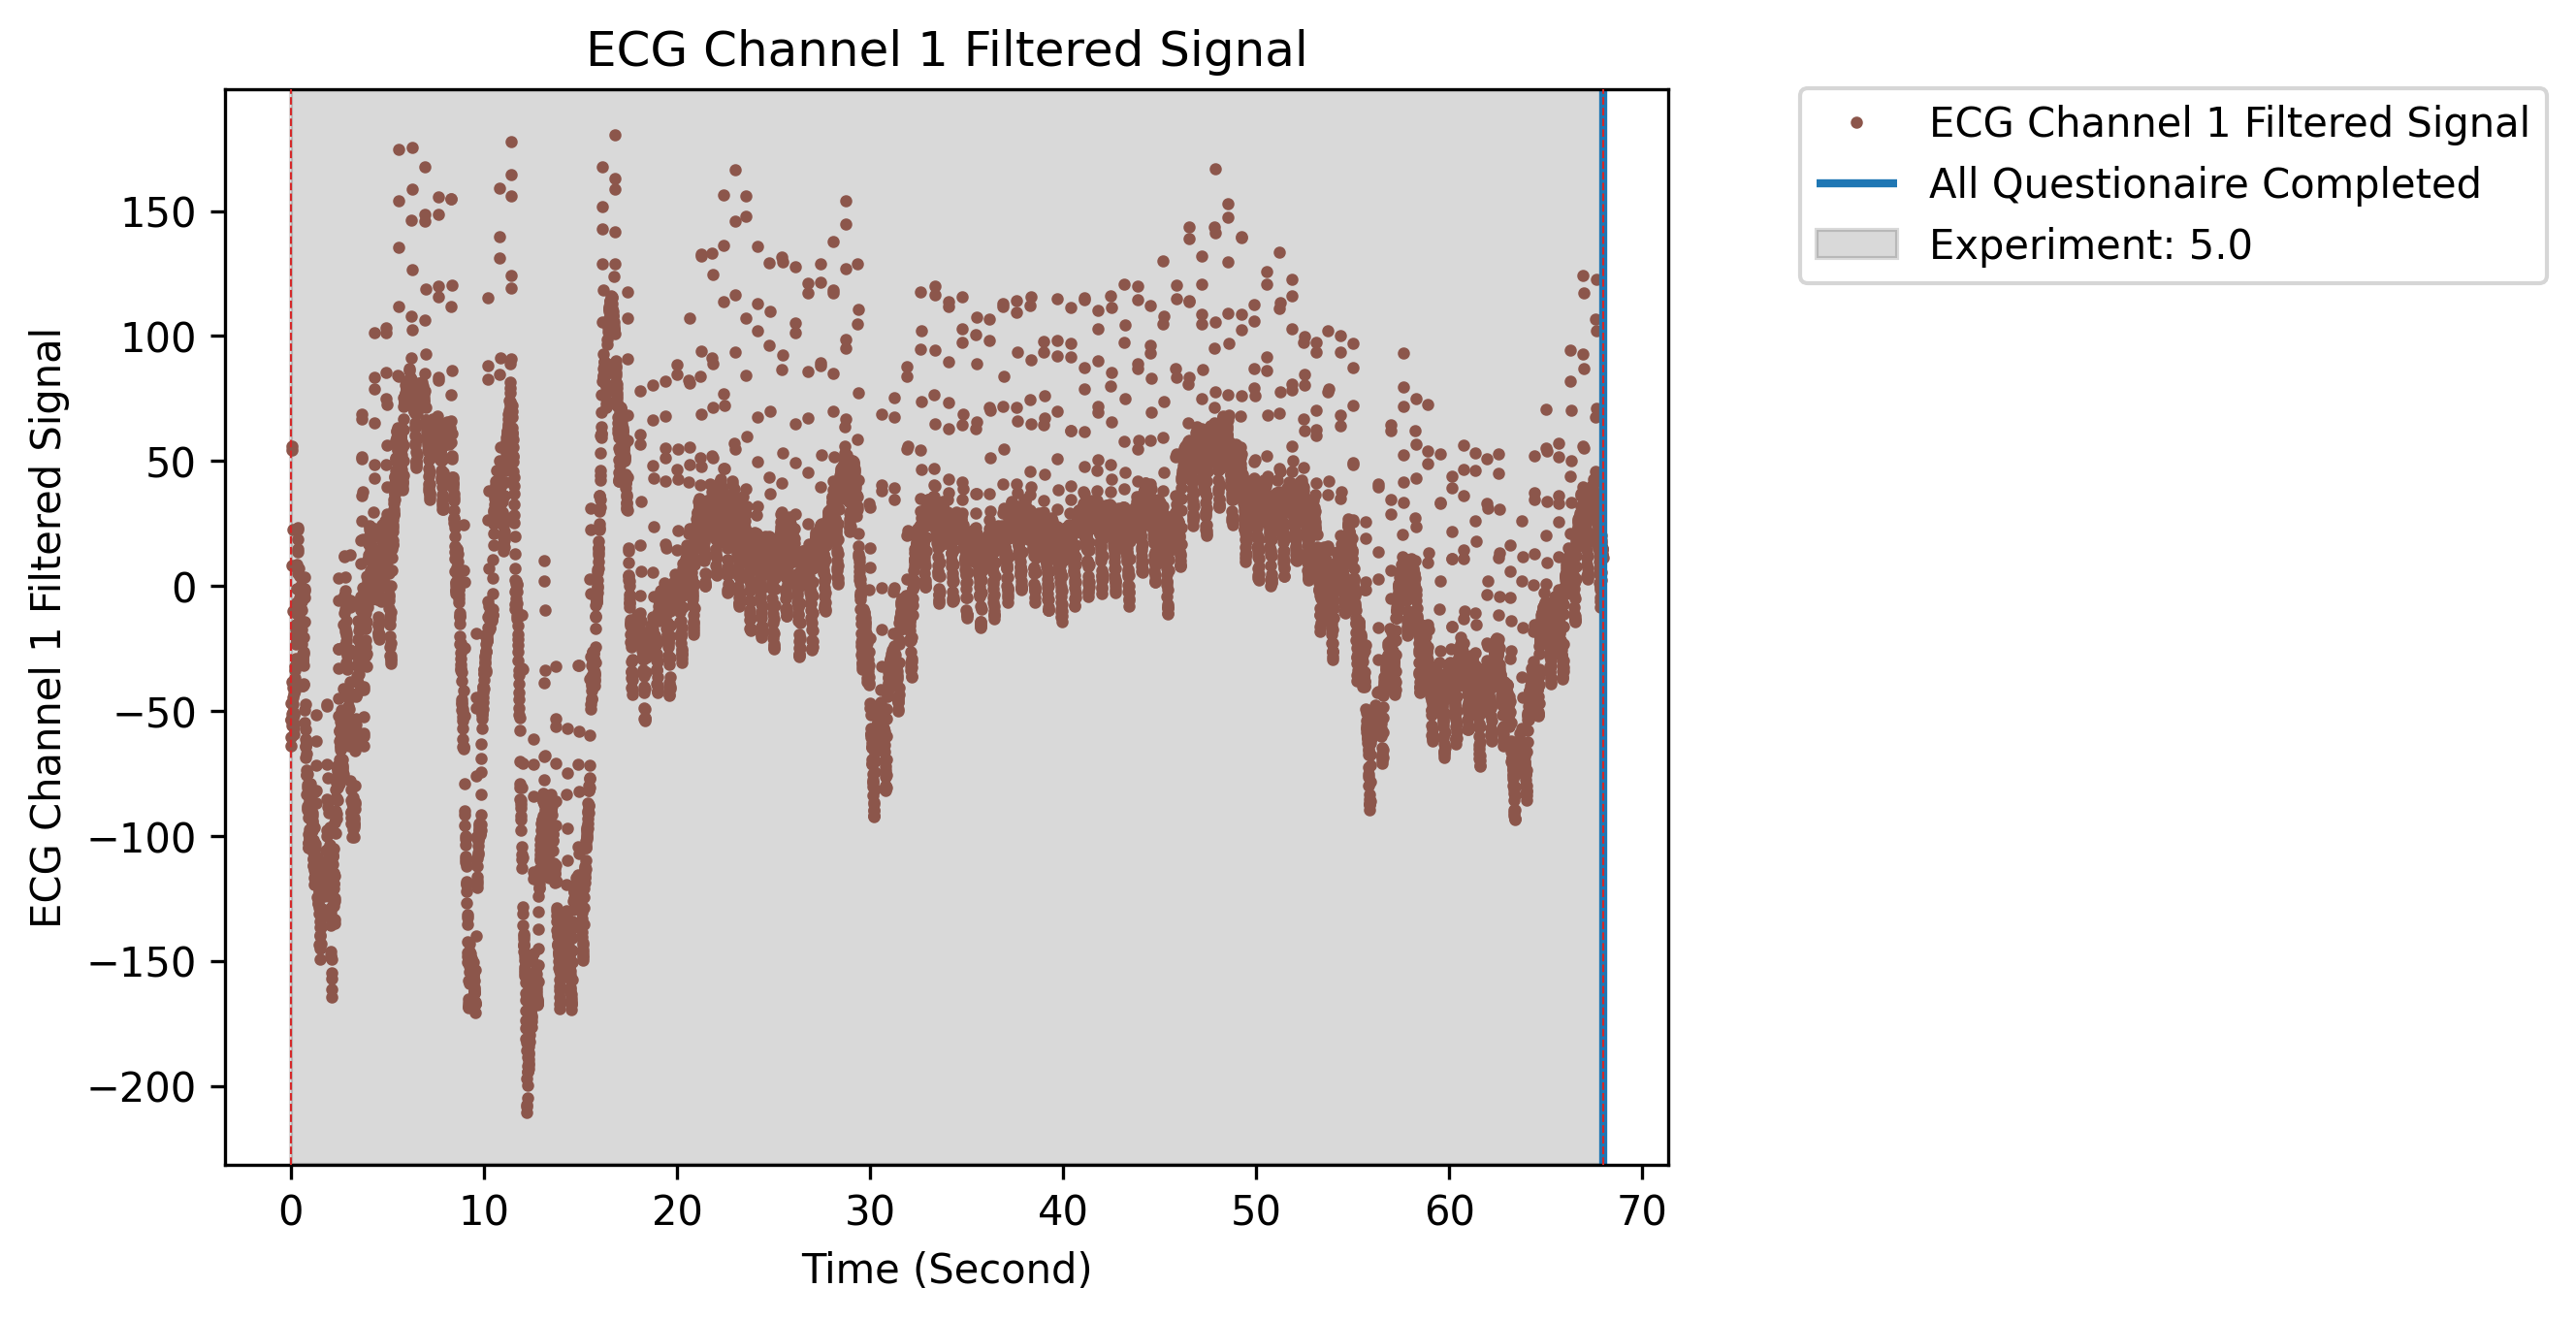 ECG Channel 1 Filtered Signal
ECG Channel 1 Filtered Signal
150
100
50
0
−50
−100
−150
−200
0 10 20 30 40 50 60 70
Time (Second)
ECG Channel 1 Filtered Signal
All Questionaire Completed
Experiment: 5.0